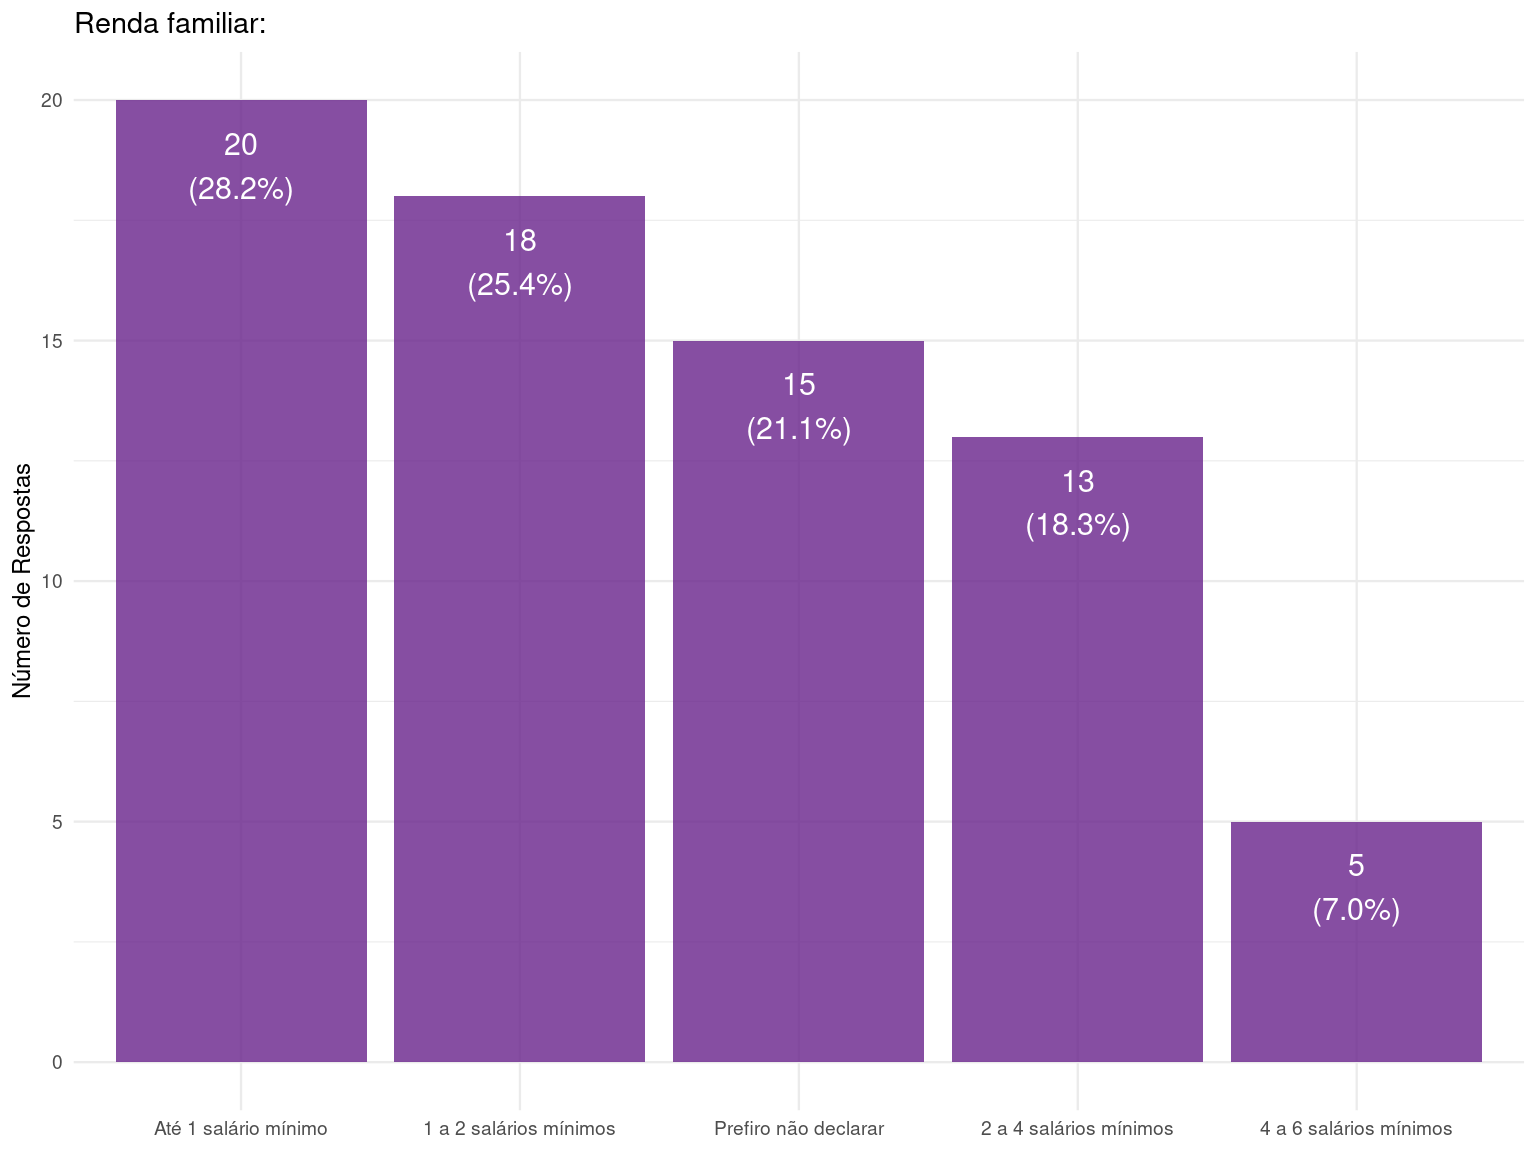 Renda familiar:
Número de Respostas
20
15
10
5
0
20
(28.2%)
18
(25.4%)
15
(21.1%)
13
(18.3%)
5
(7.0%)
Até 1 salário mínimo
1 a 2 salários mínimos
Prefiro não declarar
2 a 4 salários mínimos
4 a 6 salários mínimos